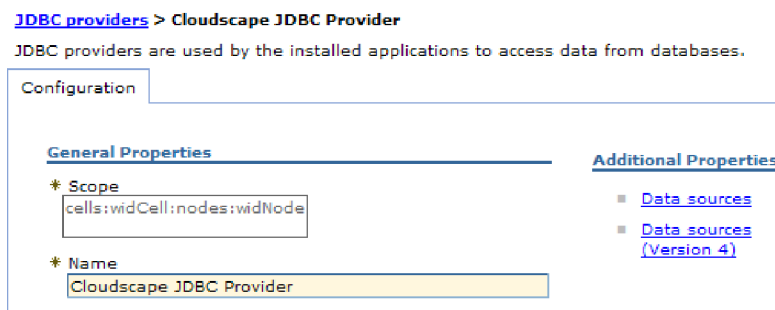 JDBC providers > Cloudscape JDBC Provider
JDBC providers are used by the installed applications to access data from databases.
Configuration
General Properties
* Scope
cells:widCell:nodes:widNode
* Name
Cloudscape JDBC Provider
Additional Properties
Data sources
Data sources
(Version 4)